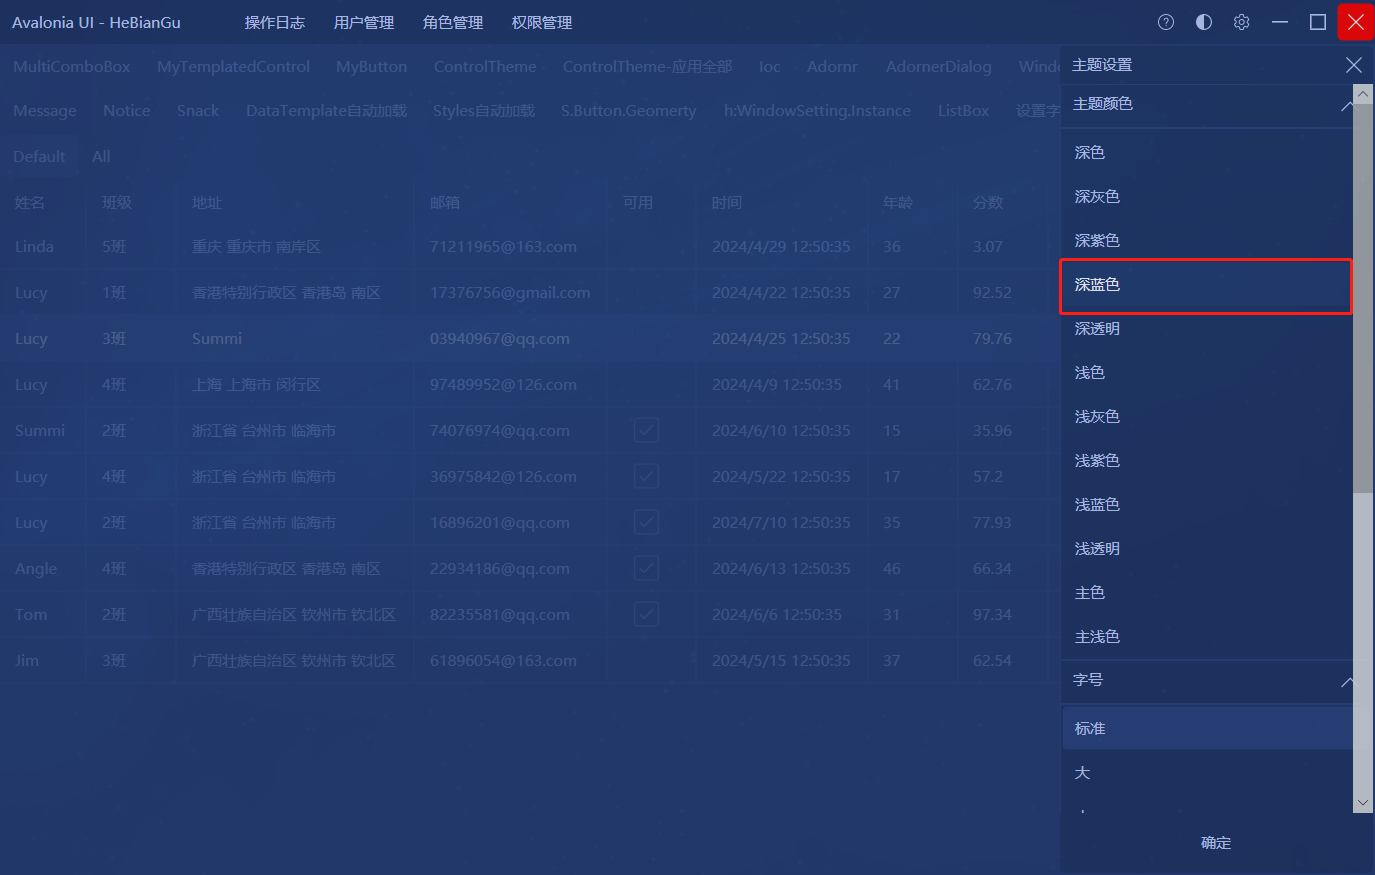 Avalonia UI - HeBianGu 操作日志 用户管理 角色管理 权限管理
MultiComboBox MyTemplatedControl MyButton ControlTheme ControlTheme-应用全部 Ioc Adornr AdornerDialog
Message Notice Snack DataTemplate自动加载 Styles自动加载 S.Button.Geomerty h:WindowSetting.Instance ListBox 设置字
Default All
姓名 班级 地址 邮箱 可用 时间 年龄 分数
Linda 5班 重庆 重庆市 南岸区 71211965@163.com 2024/4/29 12:50:35 36 3.07
Lucy 1班 香港特别行政区 香港岛 南区 17376756@gmail.com 2024/4/22 12:50:35 27 92.52
Lucy 3班 Summi 03940967@qq.com 2024/4/25 12:50:35 22 79.76
Lucy 4班 上海 上海市 闵行区 97489952@126.com 2024/4/9 12:50:35 41 62.76
Summi 2班 浙江省 台州市 临海市 74076974@qq.com 2024/6/10 12:50:35 15 35.96
Lucy 4班 浙江省 台州市 临海市 36975842@126.com 2024/5/22 12:50:35 17 57.2
Lucy 2班 浙江省 台州市 临海市 16896201@qq.com 2024/7/10 12:50:35 35 77.93
Angle 4班 香港特别行政区 香港岛 南区 22934186@qq.com 2024/6/13 12:50:35 46 66.34
Tom 2班 广西壮族自治区 钦州市 钦北区 82235581@qq.com 2024/6/6 12:50:35 31 97.34
Jim 3班 广西壮族自治区 钦州市 钦北区 61896054@163.com 2024/5/15 12:50:35 37 62.54
主题设置
主题颜色
深色
深灰色
深紫色
深蓝色
深透明
浅色
浅灰色
浅紫色
浅蓝色
浅透明
主色
主浅色
字号
标准
大
确定